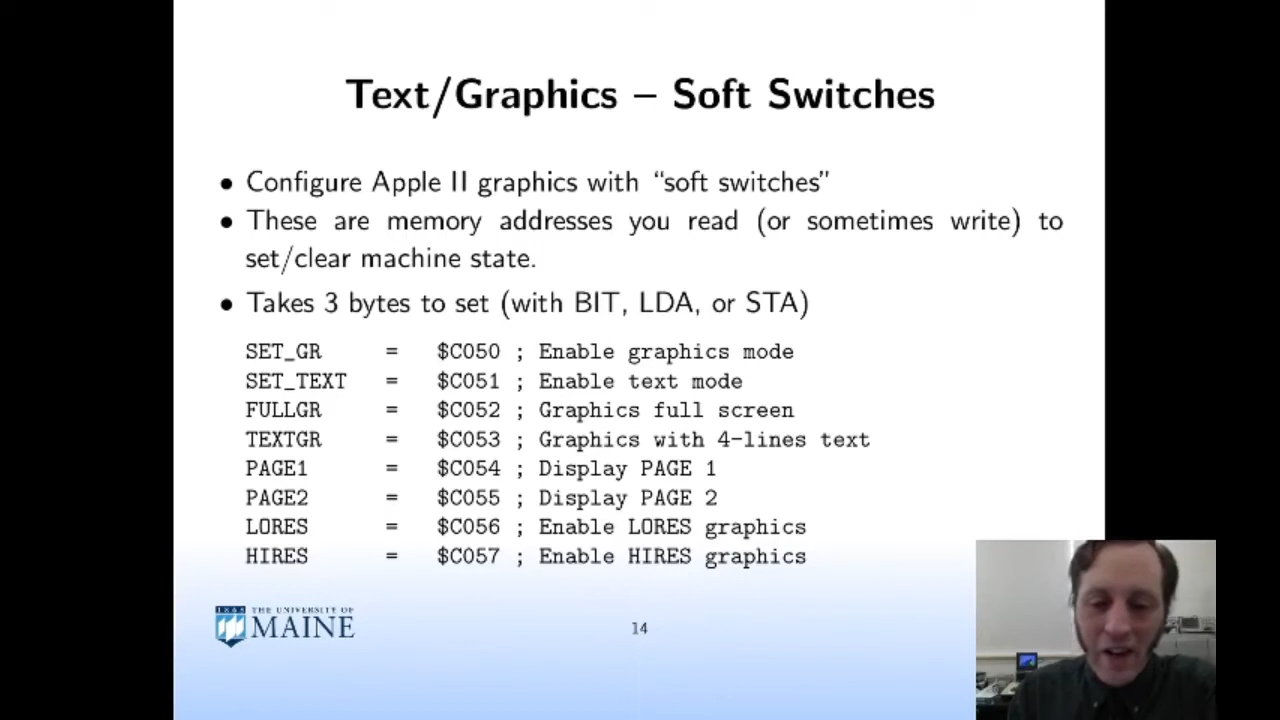 Text/Graphics – Soft Switches
• Configure Apple II graphics with “soft switches”
• These are memory addresses you read (or sometimes write) to
set/clear machine state.
• Takes 3 bytes to set (with BIT, LDA, or STA)
SET_GR = $C050 ; Enable graphics mode
SET_TEXT = $C051 ; Enable text mode
FULLGR = $C052 ; Graphics full screen
TEXTGR = $C053 ; Graphics with 4-lines text
PAGE1 = $C054 ; Display PAGE 1
PAGE2 = $C055 ; Display PAGE 2
LORES = $C056 ; Enable LORES graphics
HIRES = $C057 ; Enable HIRES graphics
1865 THE UNIVERSITY OF
MAINE
14